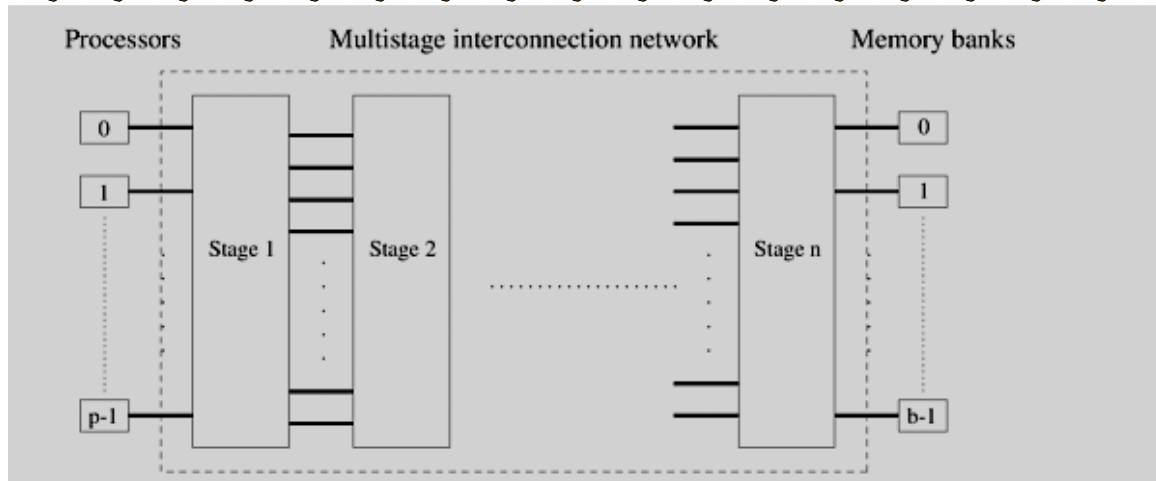 Processors Multistage interconnection network Memory banks
0 0
1 1
Stage 1 Stage 2 Stage n
p-1 b-1